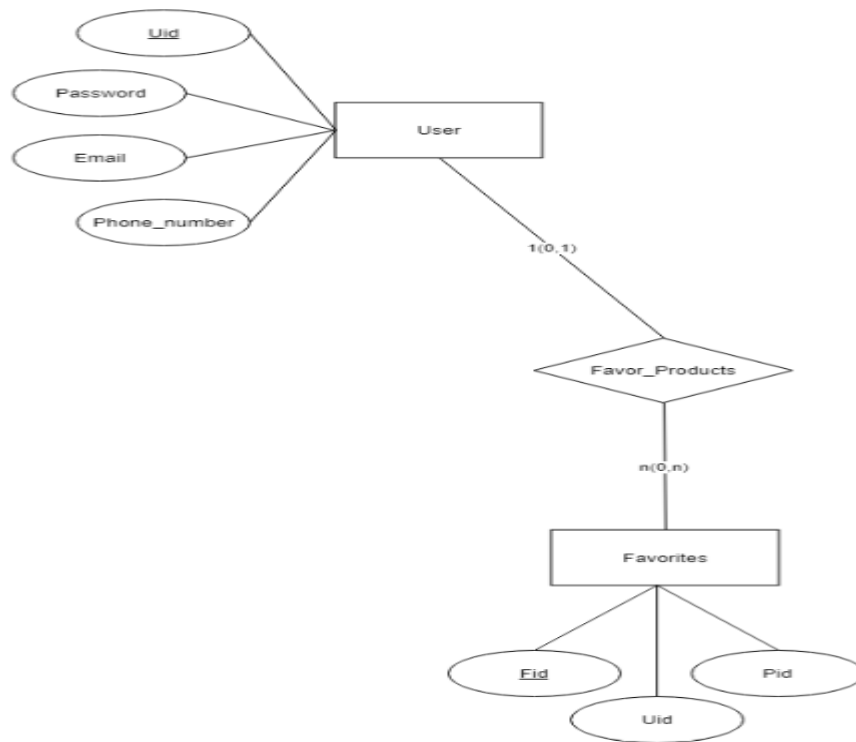 Uid
Password
User
Email
Phone_number
1(0,1)
Favor_Products
n(0,n)
Favorites
Fid
Pid
Uid